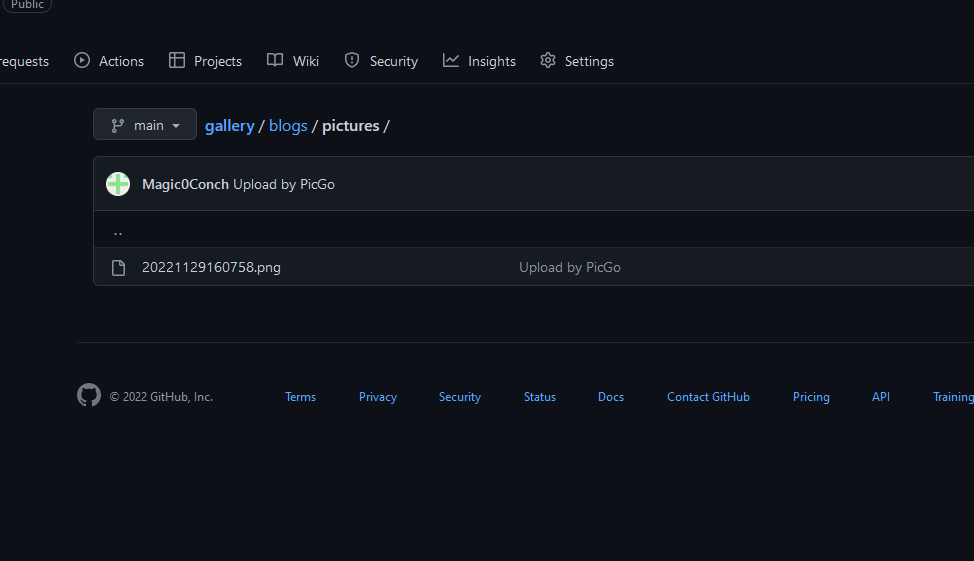 Public
requests Actions Projects Wiki Security Insights Settings
main gallery / blogs / pictures /
Magic0Conch Upload by PicGo
..
20221129160758.png Upload by PicGo
© 2022 GitHub, Inc. Terms Privacy Security Status Docs Contact GitHub Pricing API Training